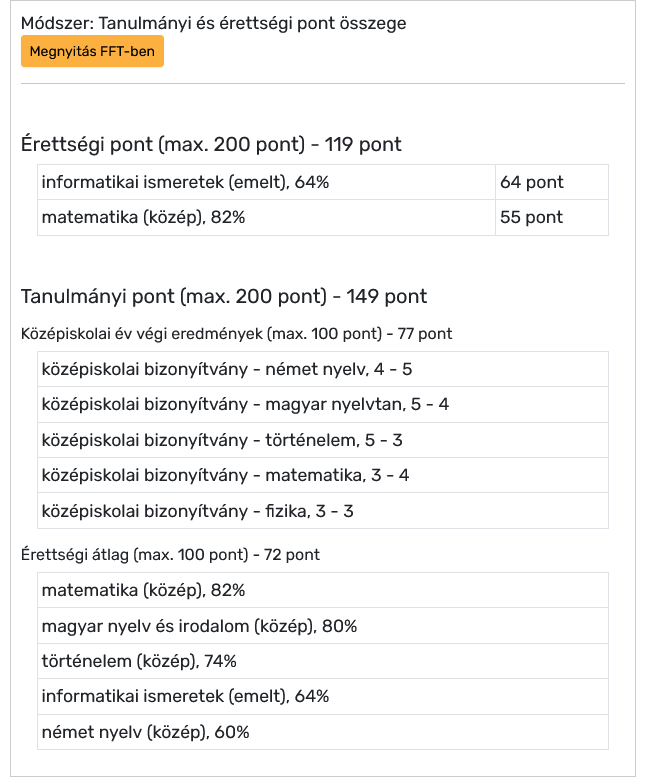 Módszer: Tanulmányi és érettségi pont összege
Megnyitás FFT-ben
Érettségi pont (max. 200 pont) - 119 pont
informatikai ismeretek (emelt), 64% 64 pont
matematika (közép), 82% 55 pont
Tanulmányi pont (max. 200 pont) - 149 pont
Középiskolai év végi eredmények (max. 100 pont) - 77 pont
középiskolai bizonyítvány - német nyelv, 4 - 5
középiskolai bizonyítvány - magyar nyelvtan, 5 - 4
középiskolai bizonyítvány - történelem, 5 - 3
középiskolai bizonyítvány - matematika, 3 - 4
középiskolai bizonyítvány - fizika, 3 - 3
Érettségi átlag (max. 100 pont) - 72 pont
matematika (közép), 82%
magyar nyelv és irodalom (közép), 80%
történelem (közép), 74%
informatikai ismeretek (emelt), 64%
német nyelv (közép), 60%